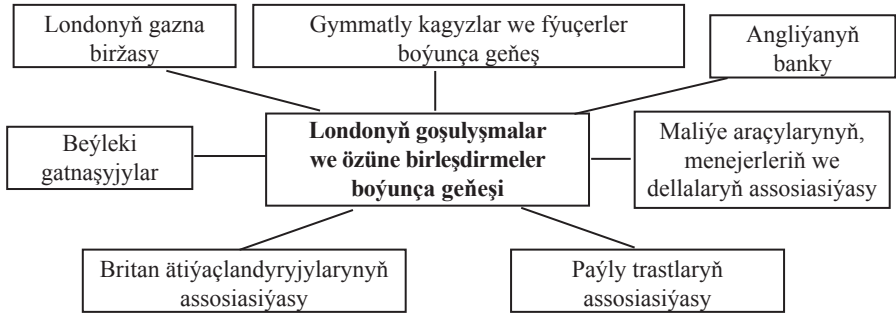 Londonyň gazna
biržasy
Gymmatly kagyzlar we fýuçerler
boýunça geňeş
Angliýanyň
banky
Beýleki
gatnaşyjylar
Londonyň goşulyşmalar
we özüne birleşdirmeler
boýunça geňeşi
Maliýe araçylarynyň,
menejerleriň we
dellalaryň assosiasiýasy
Britan ätiýaçlandyryjylarynyň
assosiasiýasy
Paýly trastlaryň
assosiasiýasy